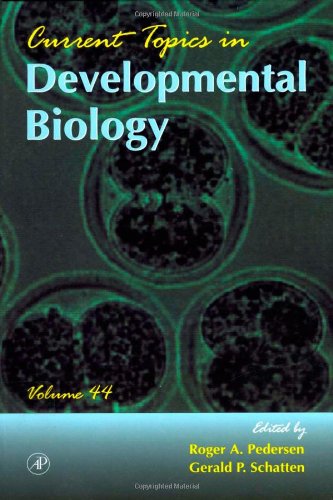 Current Topics in
Developmental
Biology
Volume 44
Edited by
Roger A. Pedersen
Gerald P. Schatten
AP